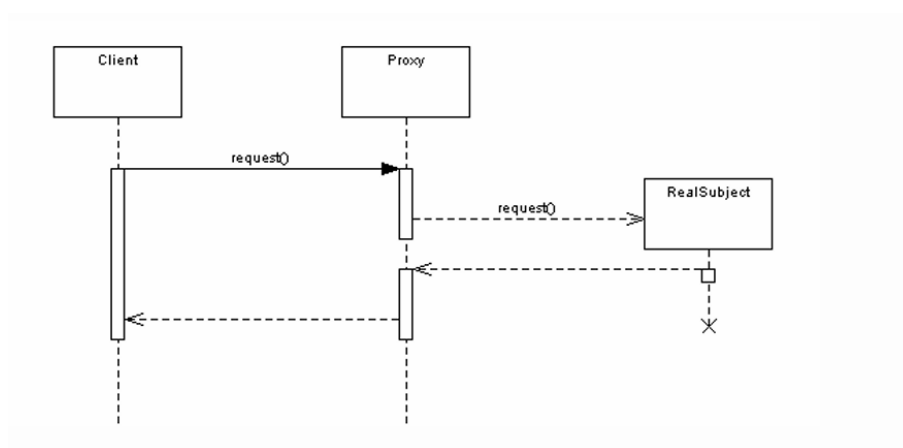 Client
Proxy
request()
RealSubject
request()